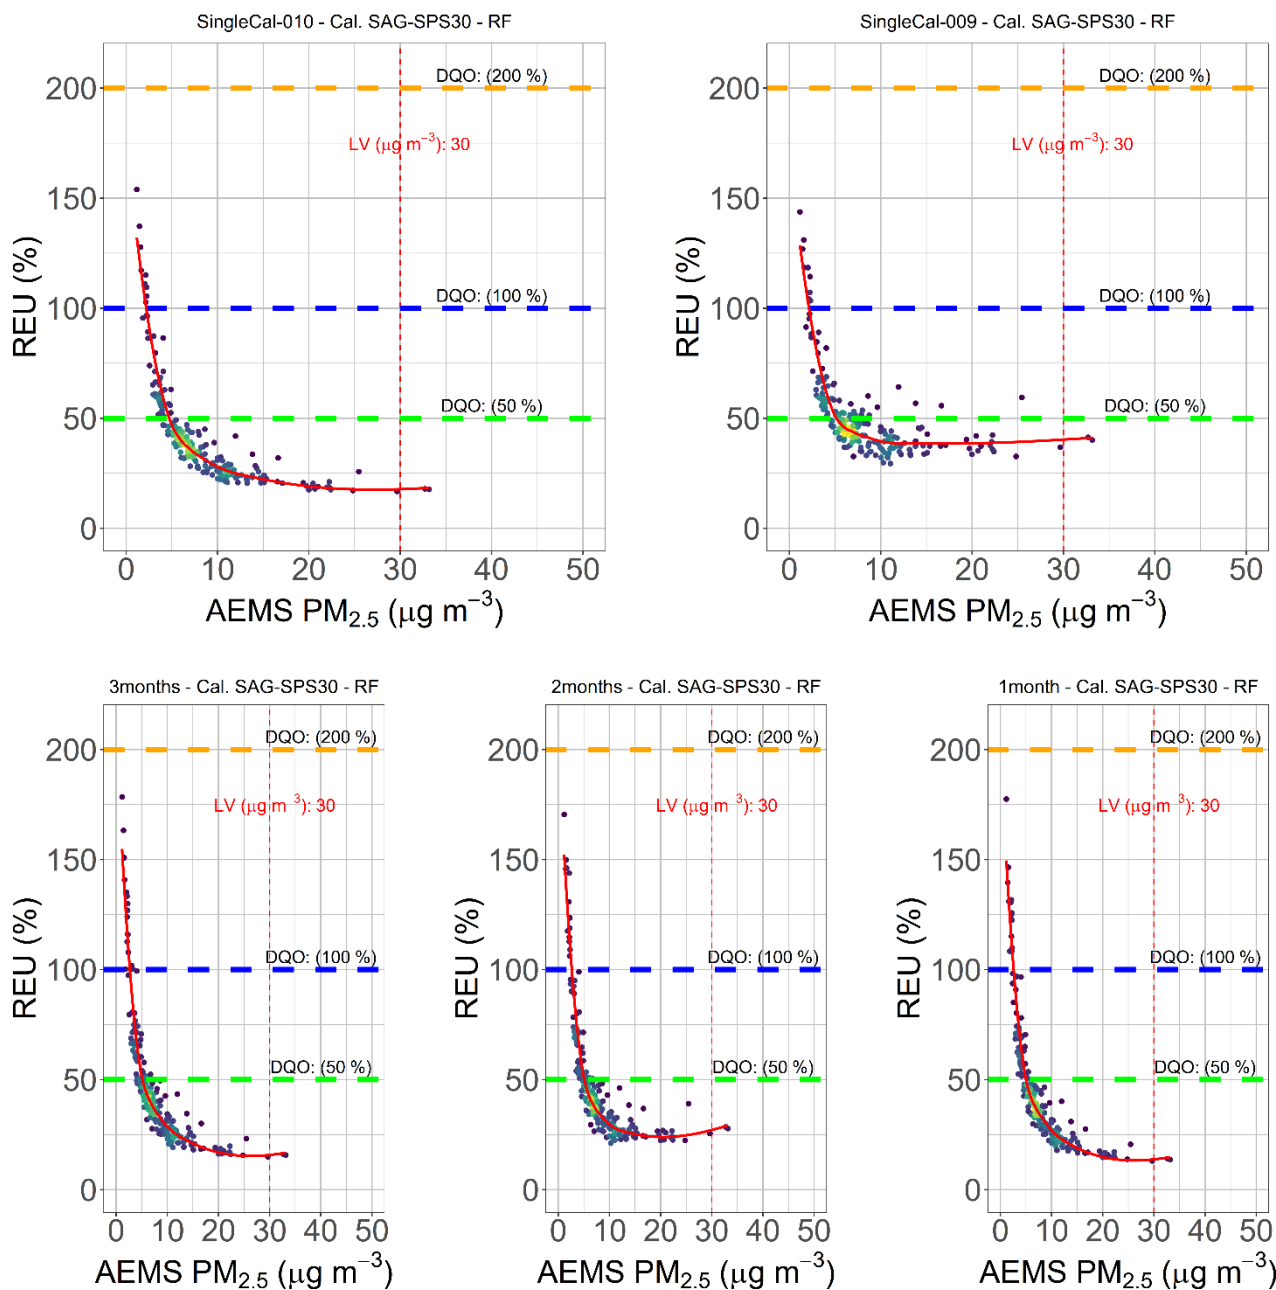 SingleCal-010 - Cal. SAG-SPS30 - RF
DQO: (200 %)
LV (μg m⁻³): 30
DQO: (100 %)
DQO: (50 %)
200
150
100
50
0
REU (%)
0 10 20 30 40 50
AEMS PM₂.₅ (μg m⁻³)
SingleCal-009 - Cal. SAG-SPS30 - RF
DQO: (200 %)
LV (μg m⁻³): 30
DQO: (100 %)
DQO: (50 %)
200
150
100
50
0
REU (%)
0 10 20 30 40 50
AEMS PM₂.₅ (μg m⁻³)
3months - Cal. SAG-SPS30 - RF
DQO: (200 %)
LV (μg m ³): 30
DQO: (100 %)
DQO: (50 %)
200
150
100
50
0
REU (%)
0 10 20 30 40 50
AEMS PM₂.₅ (μg m⁻³)
2months - Cal. SAG-SPS30 - RF
DQO: (200 %)
LV (μg m ³): 30
DQO: (100 %)
DQO: (50 %)
200
150
100
50
0
REU (%)
0 10 20 30 40 50
AEMS PM₂.₅ (μg m⁻³)
1month - Cal. SAG-SPS30 - RF
DQO: (200 %)
LV (μg m ³): 30
DQO: (100 %)
DQO: (50 %)
200
150
100
50
0
REU (%)
0 10 20 30 40 50
AEMS PM₂.₅ (μg m⁻³)